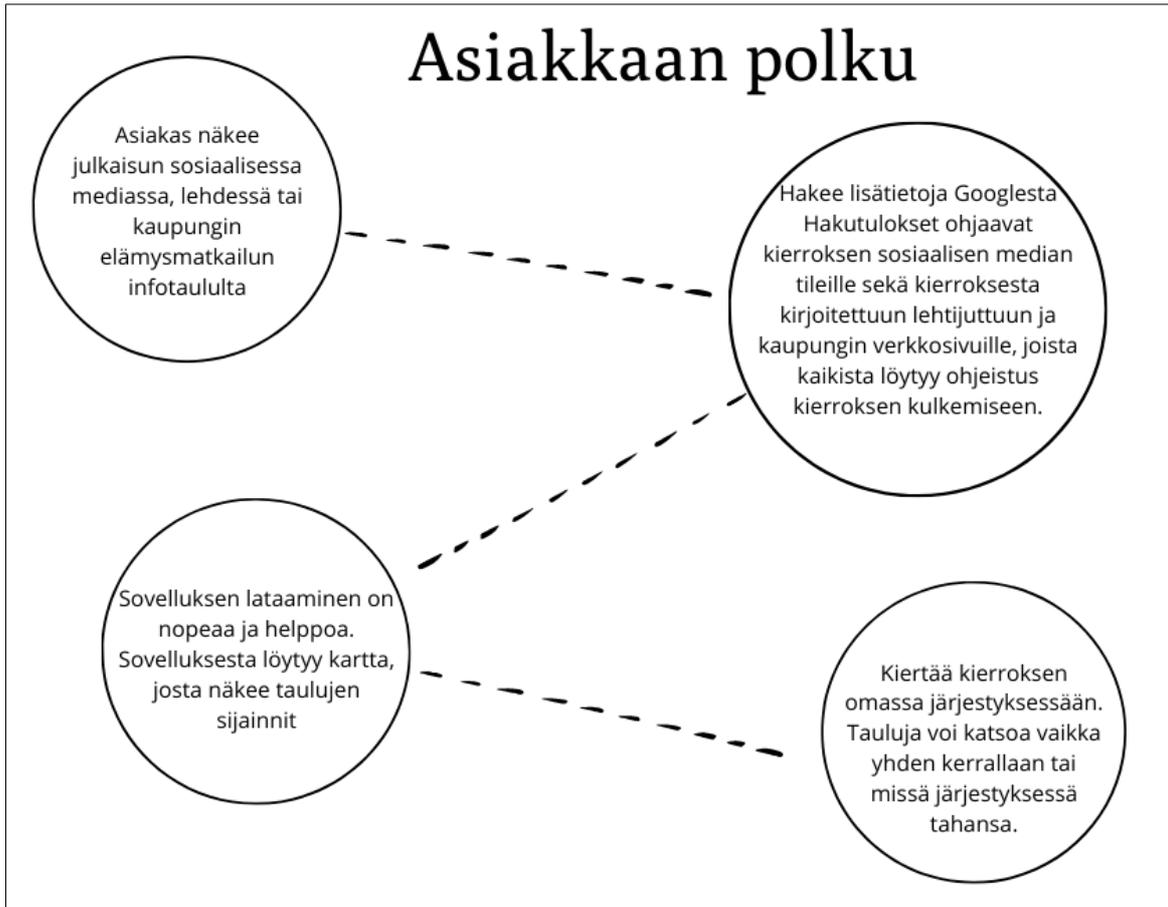 Asiakkaan polku
Asiakas näkee
julkaisun sosiaalisessa
mediassa, lehdessä tai
kaupungin
elämysmatkailun
infotaululta
Hakee lisätietoja Googlesta
Hakutulokset ohjaavat
kierroksen sosiaalisen median
tileille sekä kierroksesta
kirjoitettuun lehtijuttuun ja
kaupungin verkkosivuille, joista
kaikista löytyy ohjeistus
kierroksen kulkemiseen.
Sovelluksen lataaminen on
nopeaa ja helppoa.
Sovelluksesta löytyy kartta,
josta näkee taulujen
sijainnit
Kiertää kierroksen
omassa järjestyksessään.
Tauluja voi katsoa vaikka
yhden kerrallaan tai
missä järjestyksessä
tahansa.